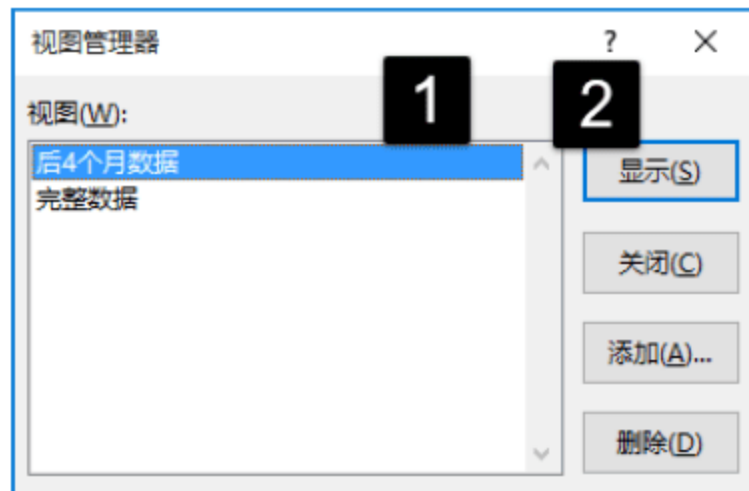 视图管理器
?
×
视图(W):
1
2
后4个月数据
完整数据
显示(S)
关闭(C)
添加(A)...
删除(D)